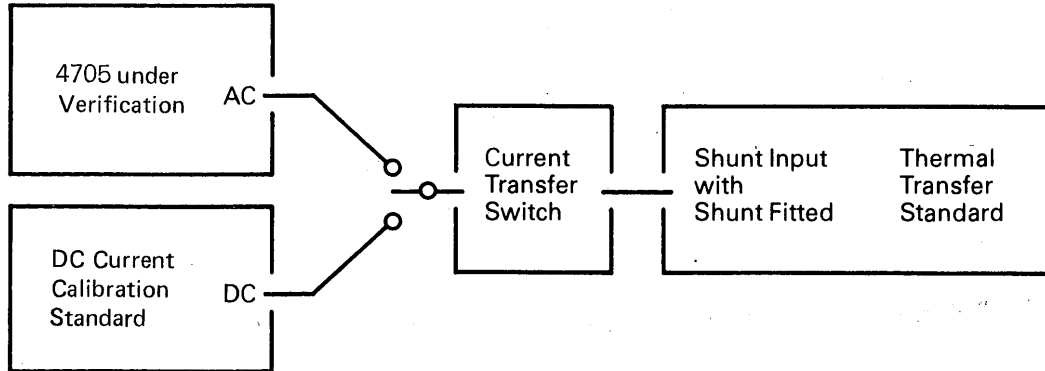 4705 under
Verification
AC
DC Current
Calibration
Standard
DC
Current
Transfer
Switch
Shunt Input
with
Shunt Fitted
Thermal
Transfer
Standard